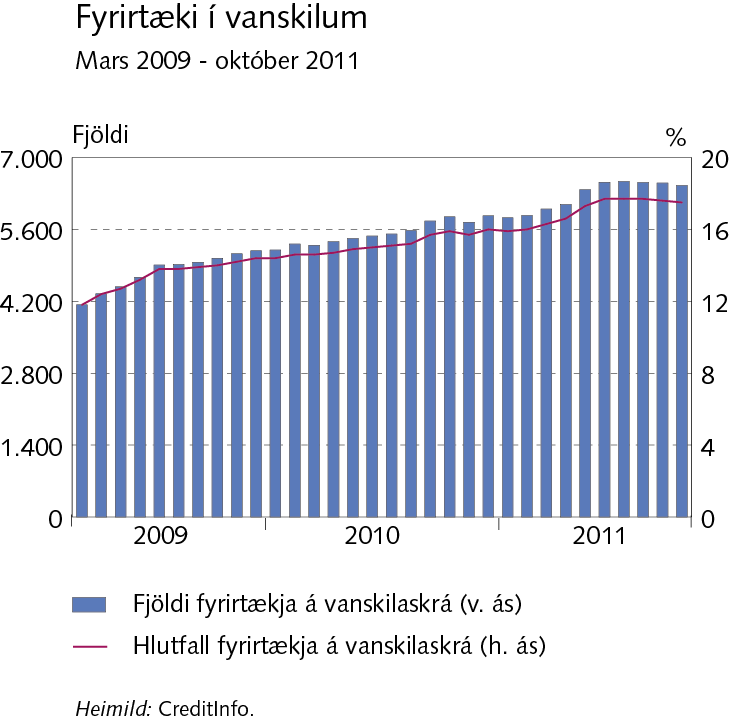 Fyrirtæki í vanskilum
Mars 2009 - október 2011
Fjöldi %
7.000 20
5.600 16
4.200 12
2.800 8
1.400 4
0 0
2009 2010 2011
Fjöldi fyrirtækja á vanskilaskrá (v. ás)
Hlutfall fyrirtækja á vanskilaskrá (h. ás)
Heimild: CreditInfo.